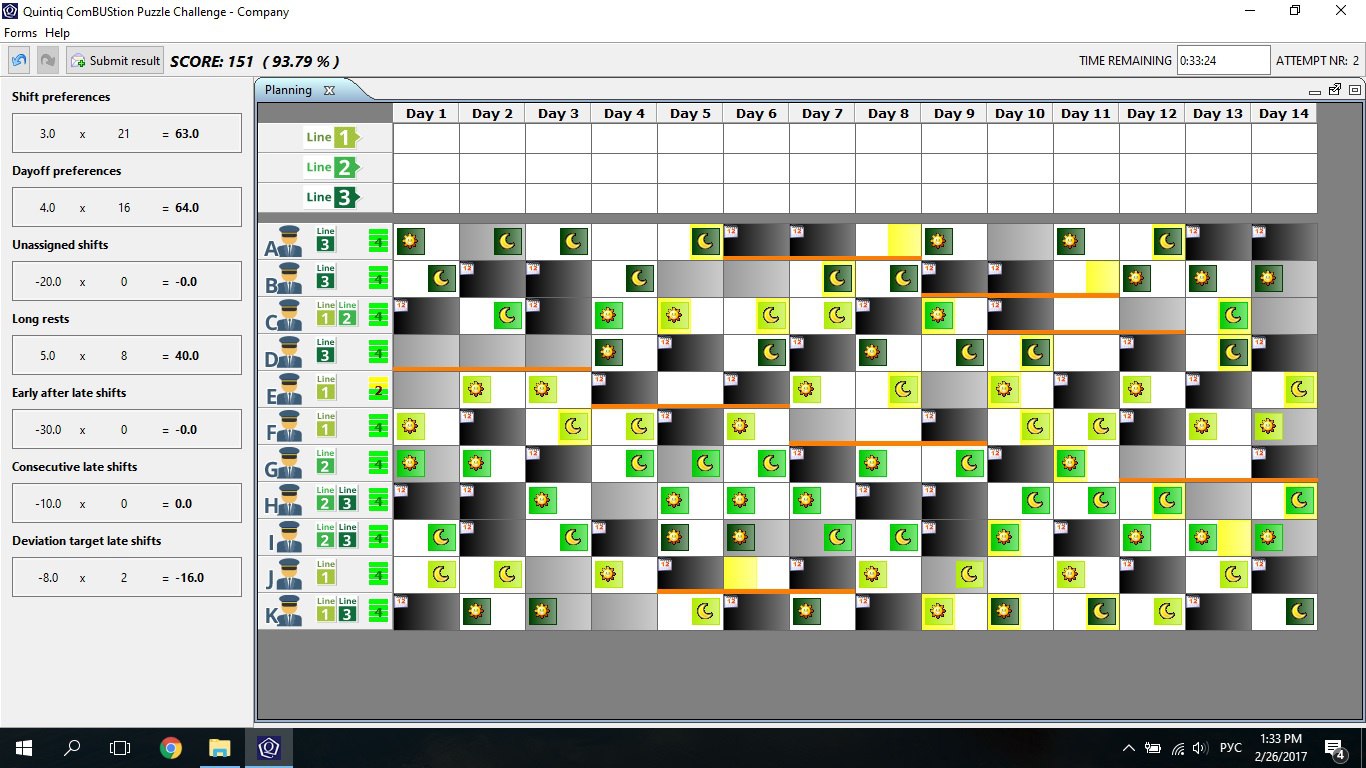 Quintiq ComBUStion Puzzle Challenge - Company
Forms Help
Submit result SCORE: 151 ( 93.79 % ) TIME REMAINING 0:33:24 ATTEMPT NR: 2
Shift preferences
3.0 x 21 = 63.0
Dayoff preferences
4.0 x 16 = 64.0
Unassigned shifts
-20.0 x 0 = -0.0
Long rests
5.0 x 8 = 40.0
Early after late shifts
-30.0 x 0 = -0.0
Consecutive late shifts
-10.0 x 0 = 0.0
Deviation target late shifts
-8.0 x 2 = -16.0
Planning
Day 1 Day 2 Day 3 Day 4 Day 5 Day 6 Day 7 Day 8 Day 9 Day 10 Day 11 Day 12 Day 13 Day 14
Line 1
Line 2
Line 3
A Line 3 4 12 12 12 12
B Line 3 4 12 12 12 12
C Line 1 Line 2 4 12 12 12 12
D Line 3 4 12 12 12 12
E Line 1 2 12 12 12 12
F Line 1 4 12 12 12 12
G Line 2 4 12 12 12 12
H Line 2 Line 3 4 12 12 12 12
I Line 2 Line 3 4 12 12 12 12
J Line 1 4 12 12 12 12
K Line 1 Line 3 4 12 12 12 12
РУС
1:33 PM
2/26/2017
4